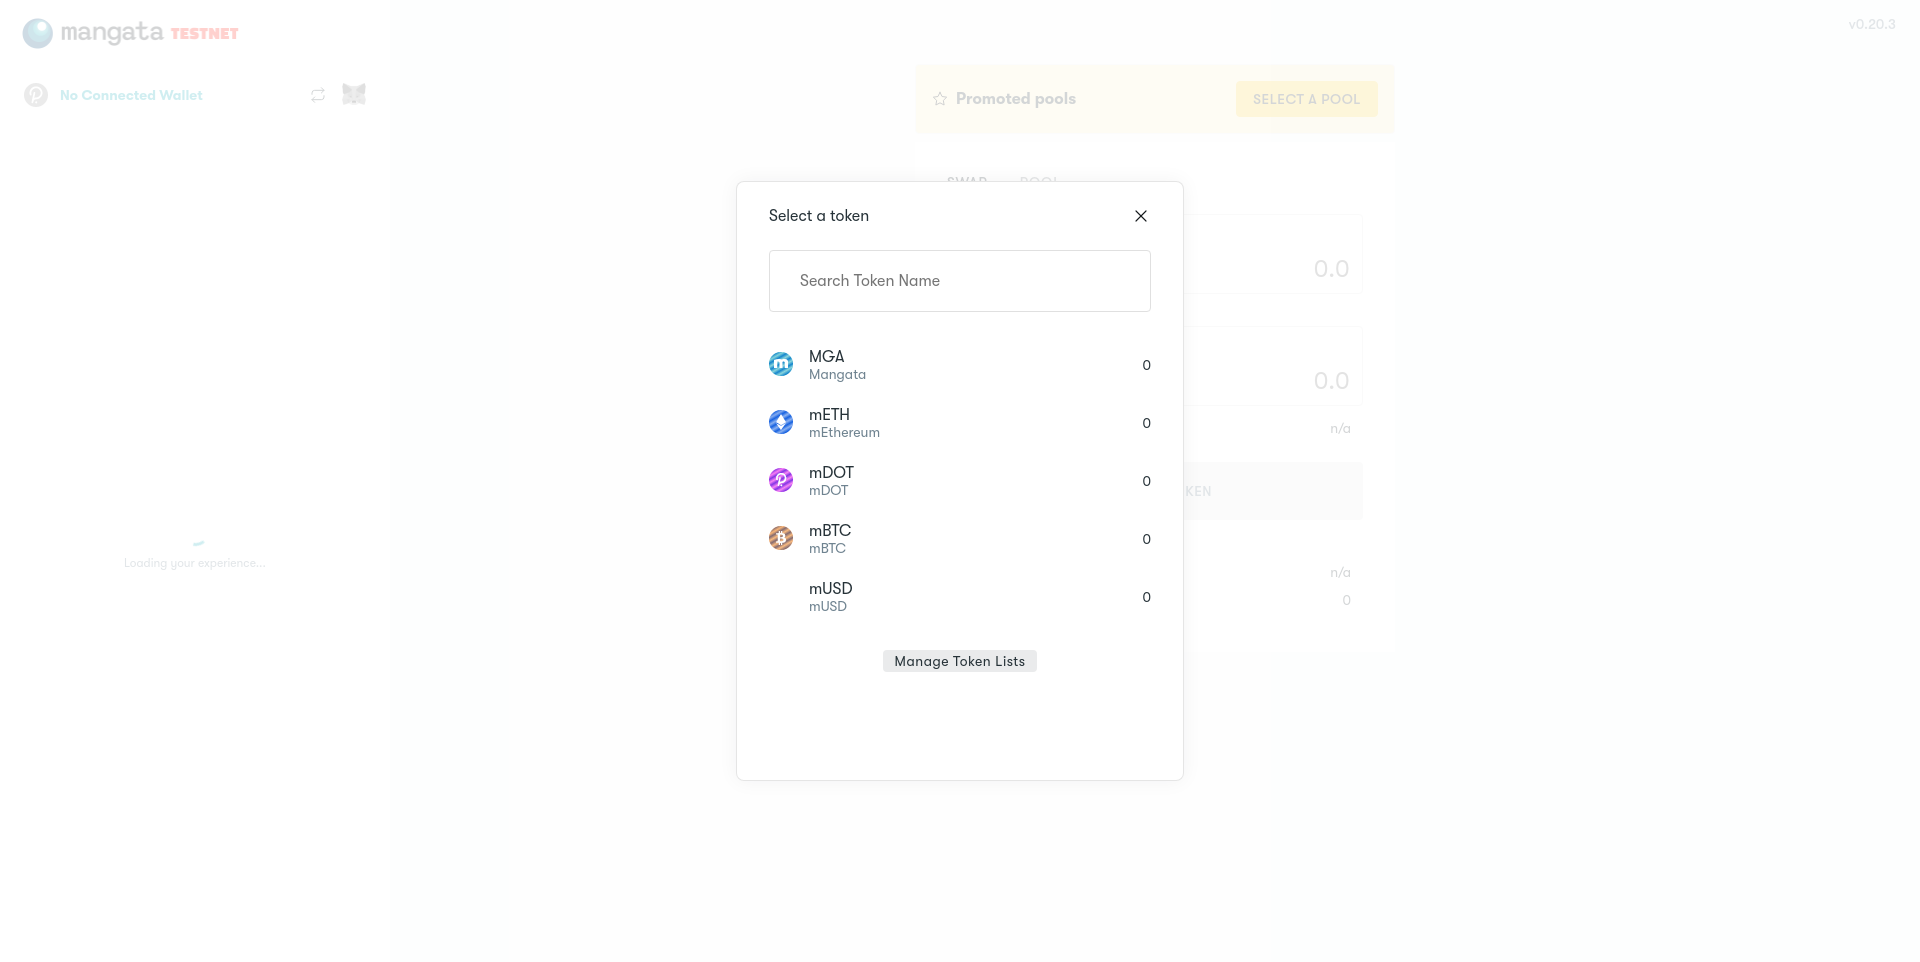 mangata TESTNET
v0.20.3
No Connected Wallet
Promoted pools
SELECT A POOL
SWAP
POOL
Select a token
Search Token Name
0.0
MGA
Mangata
0
0.0
mETH
mEthereum
0
n/a
mDOT
mDOT
0
KEN
mBTC
mBTC
0
Loading your experience...
n/a
mUSD
mUSD
0
0
Manage Token Lists